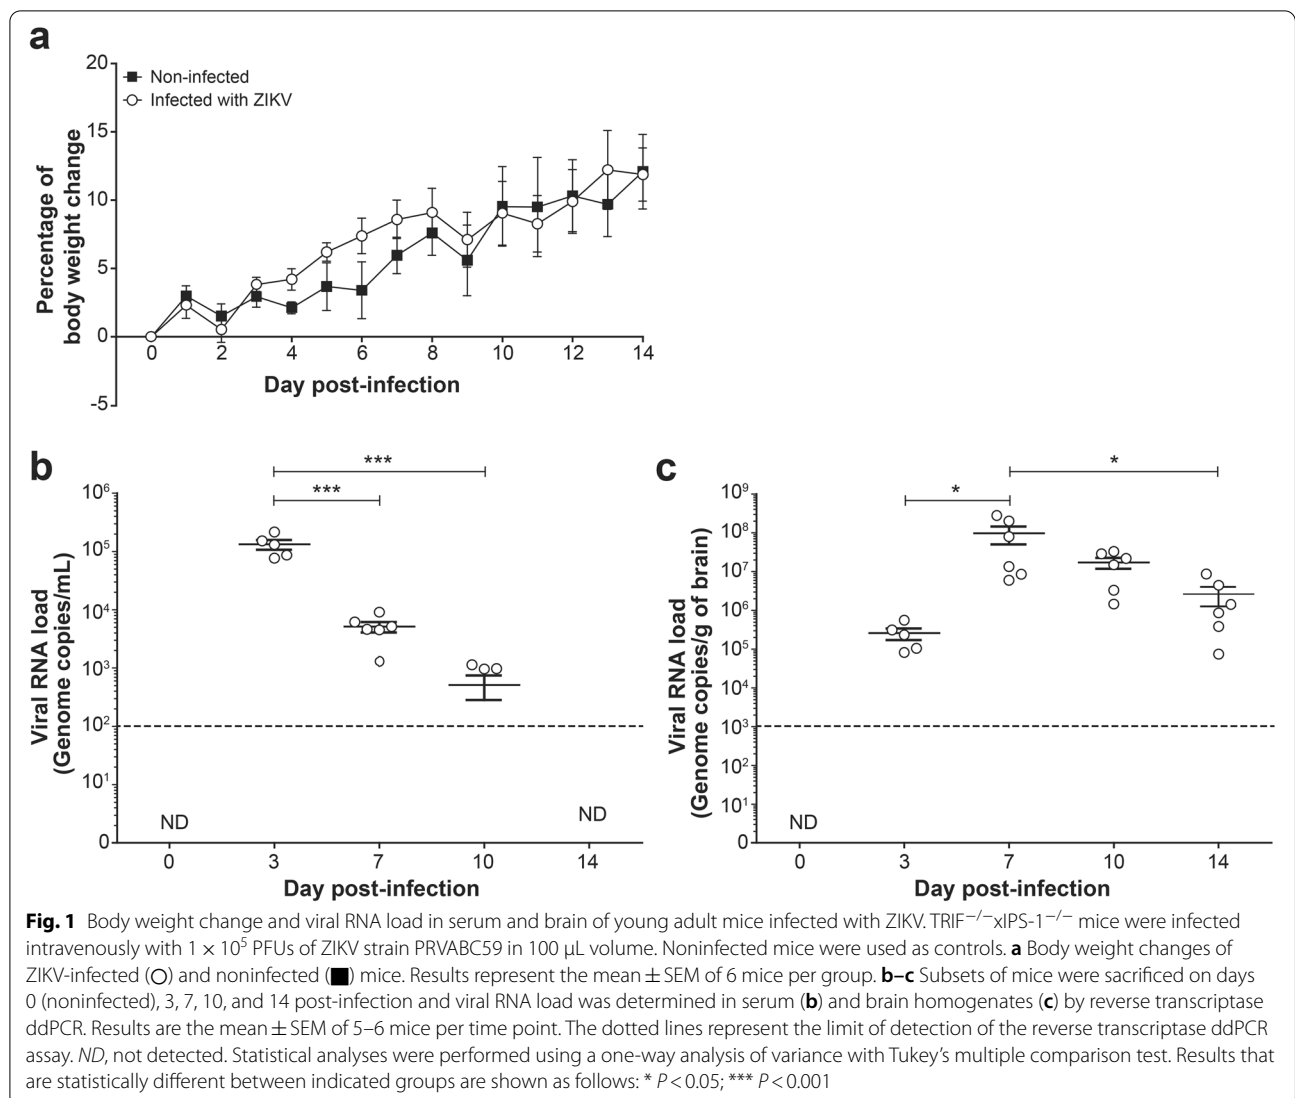 a
20
15
10
5
0
-5
Percentage of
body weight change
Non-infected
Infected with ZIKV
0 2 4 6 8 10 12 14
Day post-infection
b
***
***
10⁶
10⁵
10⁴
10³
10²
10¹
0
Viral RNA load
(Genome copies/mL)
ND
ND
0 3 7 10 14
Day post-infection
c
*
*
10⁹
10⁸
10⁷
10⁶
10⁵
10⁴
10³
10²
10¹
0
Viral RNA load
(Genome copies/g of brain)
ND
0 3 7 10 14
Day post-infection
Fig. 1 Body weight change and viral RNA load in serum and brain of young adult mice infected with ZIKV. TRIF⁻/⁻xIPS-1⁻/⁻ mice were infected
intravenously with 1 × 10⁵ PFUs of ZIKV strain PRVABC59 in 100 µL volume. Noninfected mice were used as controls. a Body weight changes of
ZIKV-infected (○) and noninfected (■) mice. Results represent the mean ± SEM of 6 mice per group. b–c Subsets of mice were sacrificed on days
0 (noninfected), 3, 7, 10, and 14 post-infection and viral RNA load was determined in serum (b) and brain homogenates (c) by reverse transcriptase
ddPCR. Results are the mean ± SEM of 5–6 mice per time point. The dotted lines represent the limit of detection of the reverse transcriptase ddPCR
assay. ND, not detected. Statistical analyses were performed using a one-way analysis of variance with Tukey's multiple comparison test. Results that
are statistically different between indicated groups are shown as follows: * P < 0.05; *** P < 0.001